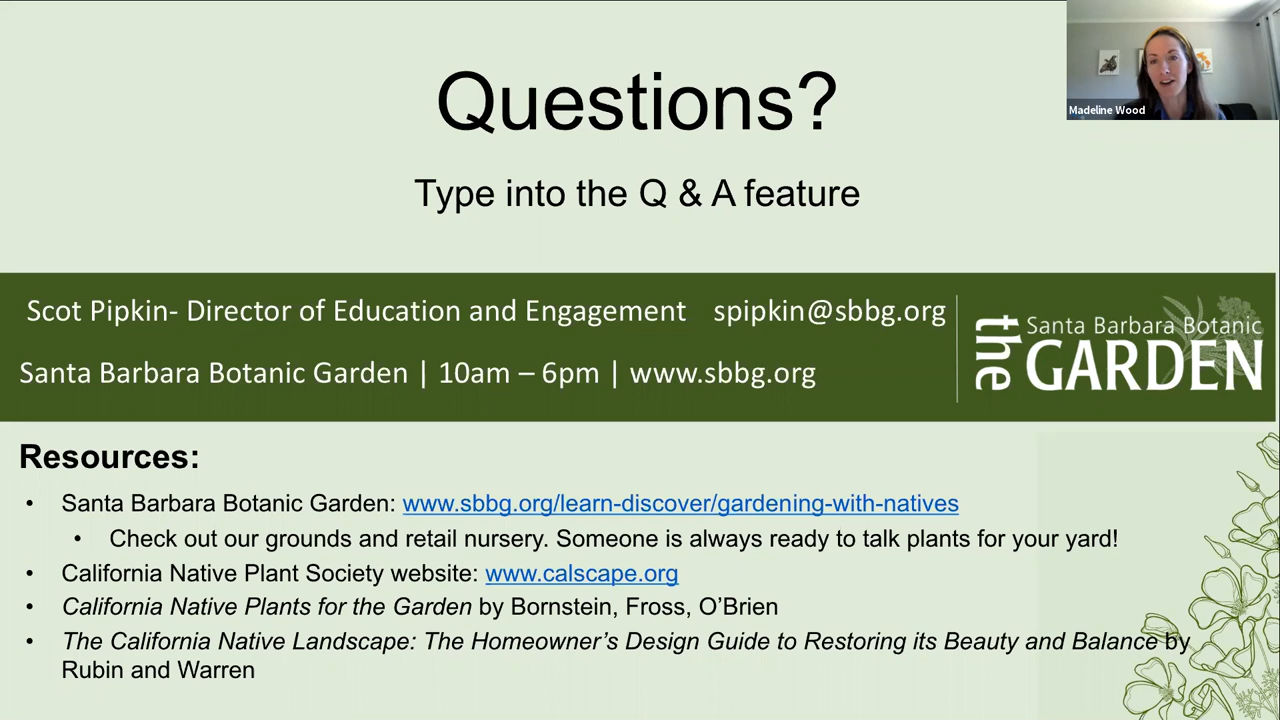 Questions?
Madeline Wood
Type into the Q & A feature
Scot Pipkin- Director of Education and Engagement spipkin@sbbg.org
Santa Barbara Botanic Garden | 10am – 6pm | www.sbbg.org
Santa Barbara Botanic
the GARDEN
Resources:
• Santa Barbara Botanic Garden: www.sbbg.org/learn-discover/gardening-with-natives
• Check out our grounds and retail nursery. Someone is always ready to talk plants for your yard!
• California Native Plant Society website: www.calscape.org
• California Native Plants for the Garden by Bornstein, Fross, O’Brien
• The California Native Landscape: The Homeowner’s Design Guide to Restoring its Beauty and Balance by
Rubin and Warren